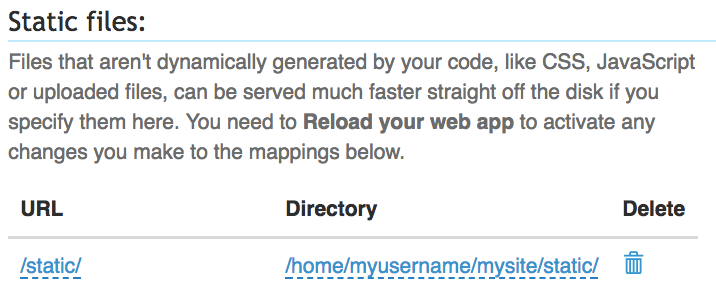 Static files:
Files that aren't dynamically generated by your code, like CSS, JavaScript
or uploaded files, can be served much faster straight off the disk if you
specify them here. You need to Reload your web app to activate any
changes you make to the mappings below.
URL Directory Delete
/static/ /home/myusername/mysite/static/